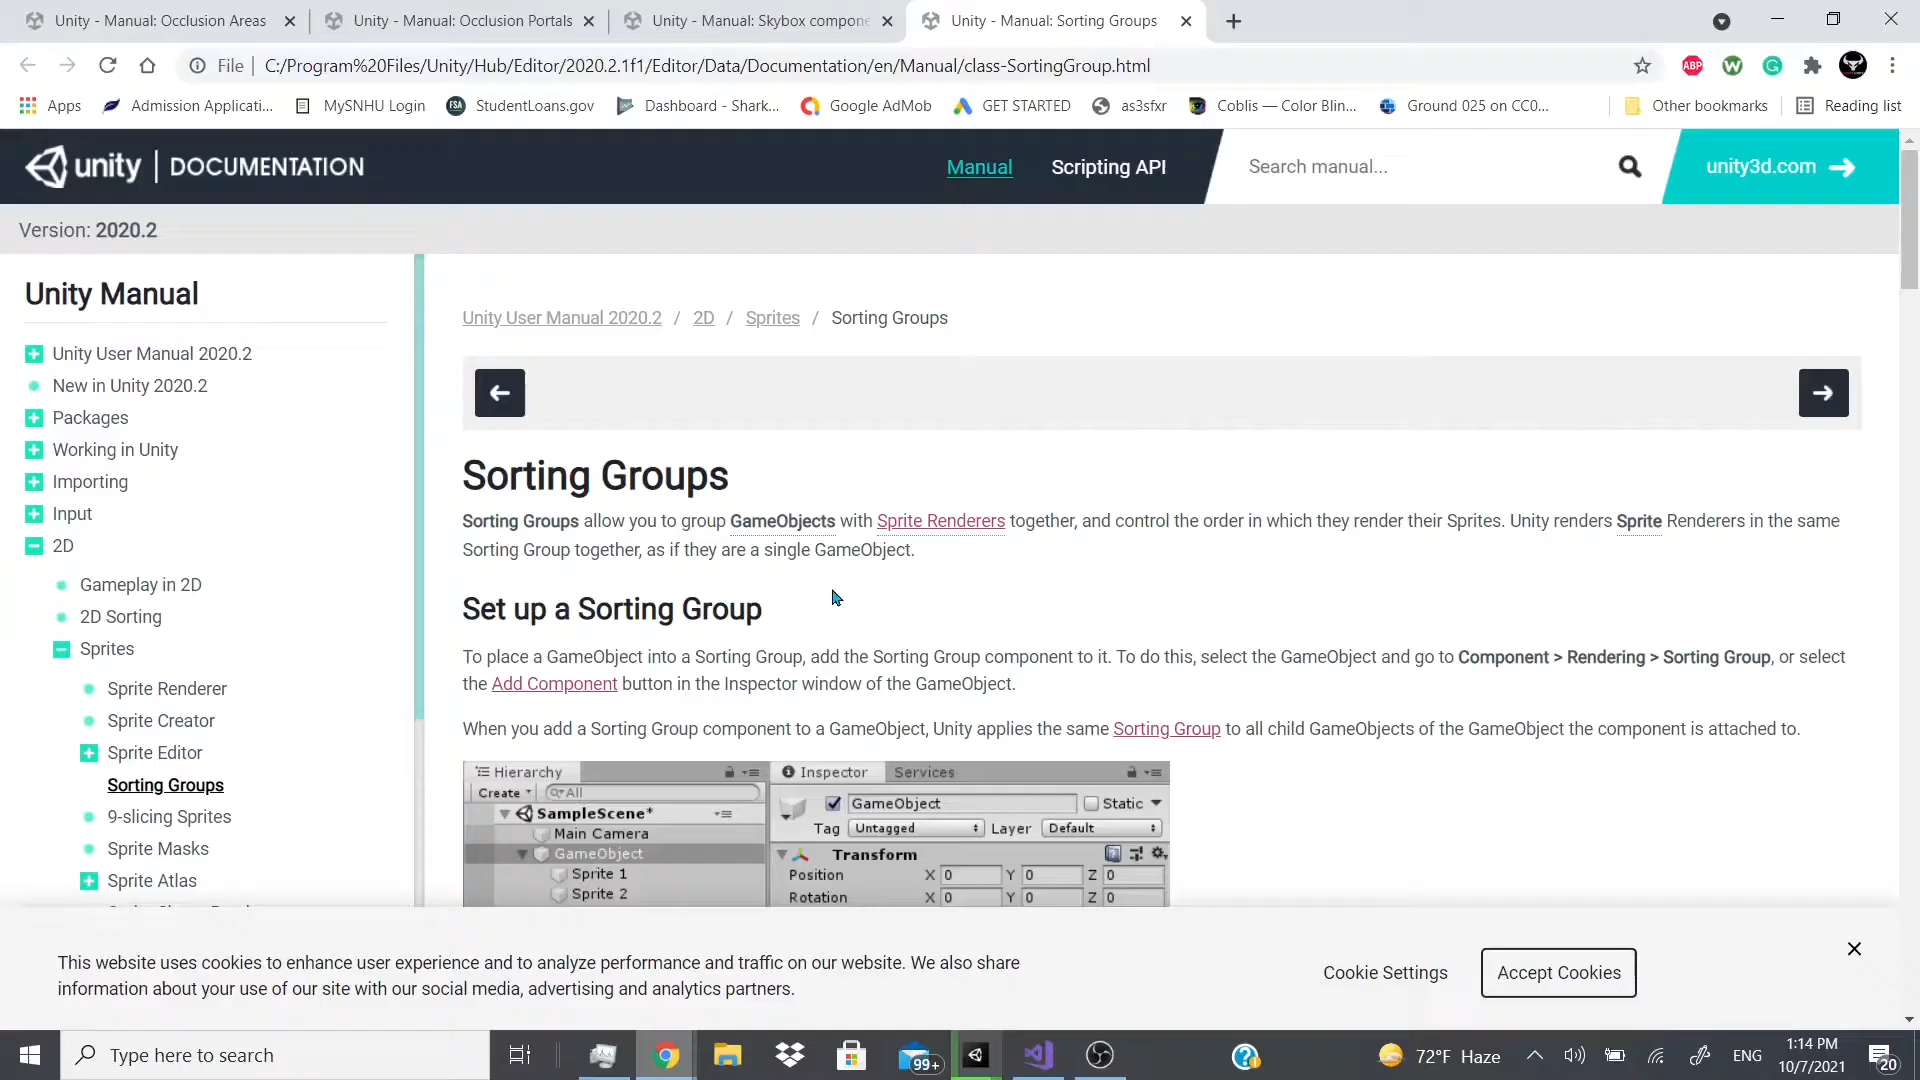 Unity - Manual: Occlusion Areas
Unity - Manual: Occlusion Portals
Unity - Manual: Skybox compone
Unity - Manual: Sorting Groups
File
C:/Program%20Files/Unity/Hub/Editor/2020.2.1f1/Editor/Data/Documentation/en/Manual/class-SortingGroup.html
ABP
W
Apps
Admission Applicati...
MySNHU Login
FSA
StudentLoans.gov
Dashboard - Shark...
Google AdMob
GET STARTED
as3sfxr
Coblis — Color Blin...
Ground 025 on CC0...
Other bookmarks
Reading list
unity | DOCUMENTATION
Manual
Scripting API
Search manual...
unity3d.com
Version: 2020.2
Unity Manual
Unity User Manual 2020.2
New in Unity 2020.2
Packages
Working in Unity
Importing
Input
2D
Gameplay in 2D
2D Sorting
Sprites
Sprite Renderer
Sprite Creator
Sprite Editor
Sorting Groups
9-slicing Sprites
Sprite Masks
Sprite Atlas
Unity User Manual 2020.2 / 2D / Sprites / Sorting Groups
Sorting Groups
Sorting Groups allow you to group GameObjects with Sprite Renderers together, and control the order in which they render their Sprites. Unity renders Sprite Renderers in the same
Sorting Group together, as if they are a single GameObject.
Set up a Sorting Group
To place a GameObject into a Sorting Group, add the Sorting Group component to it. To do this, select the GameObject and go to Component > Rendering > Sorting Group, or select
the Add Component button in the Inspector window of the GameObject.
When you add a Sorting Group component to a GameObject, Unity applies the same Sorting Group to all child GameObjects of the GameObject the component is attached to.
Hierarchy
Create
All
SampleScene*
Main Camera
GameObject
Sprite 1
Sprite 2
Inspector
Services
GameObject
Static
Tag Untagged
Layer Default
Transform
Position X 0 Y 0 Z 0
Rotation X 0 Y 0 Z 0
This website uses cookies to enhance user experience and to analyze performance and traffic on our website. We also share
information about your use of our site with our social media, advertising and analytics partners.
Cookie Settings
Accept Cookies
Type here to search
99+
72°F Haze
ENG
1:14 PM
10/7/2021
20